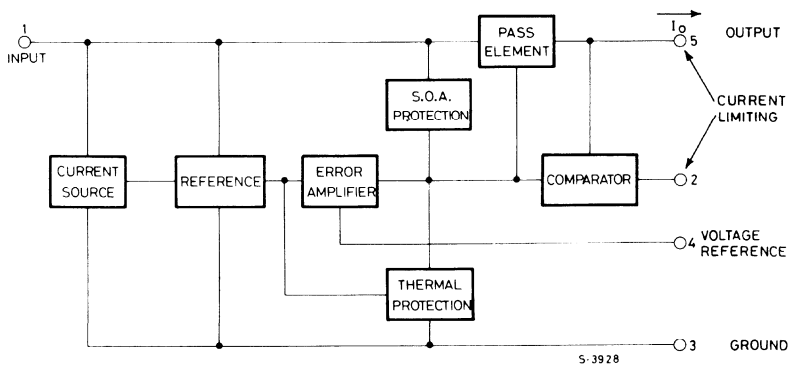 1
INPUT
PASS
ELEMENT
Io
5
OUTPUT
S.O.A.
PROTECTION
CURRENT
LIMITING
CURRENT
SOURCE
REFERENCE
ERROR
AMPLIFIER
COMPARATOR
2
4
VOLTAGE
REFERENCE
THERMAL
PROTECTION
3
GROUND
S-3928